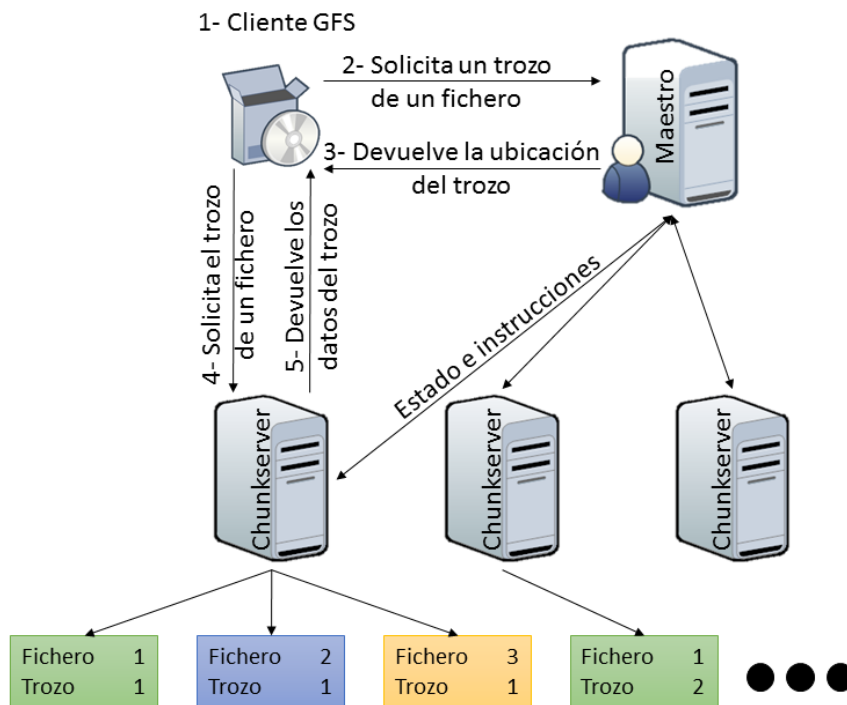 1- Cliente GFS
2- Solicita un trozo
de un fichero
3- Devuelve la ubicación
del trozo
Maestro
4- Solicita el trozo
de un fichero
5- Devuelve los
datos del trozo
Estado e instrucciones
Chunkserver
Chunkserver
Chunkserver
Fichero 1
Trozo 1
Fichero 2
Trozo 1
Fichero 3
Trozo 1
Fichero 1
Trozo 2